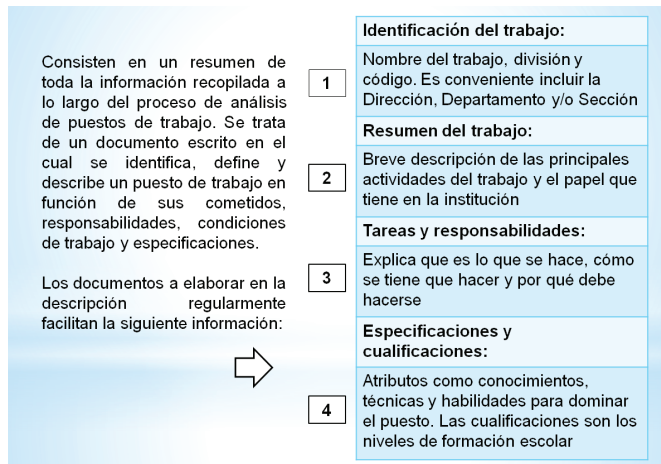 Consisten en un resumen de
toda la información recopilada a
lo largo del proceso de análisis
de puestos de trabajo. Se trata
de un documento escrito en el
cual se identifica, define y
describe un puesto de trabajo en
función de sus cometidos,
responsabilidades, condiciones
de trabajo y especificaciones.
Los documentos a elaborar en la
descripción regularmente
facilitan la siguiente información:
Identificación del trabajo:
1
Nombre del trabajo, división y
código. Es conveniente incluir la
Dirección, Departamento y/o Sección
Resumen del trabajo:
2
Breve descripción de las principales
actividades del trabajo y el papel que
tiene en la institución
Tareas y responsabilidades:
3
Explica que es lo que se hace, cómo
se tiene que hacer y por qué debe
hacerse
Especificaciones y
cualificaciones:
4
Atributos como conocimientos,
técnicas y habilidades para dominar
el puesto. Las cualificaciones son los
niveles de formación escolar